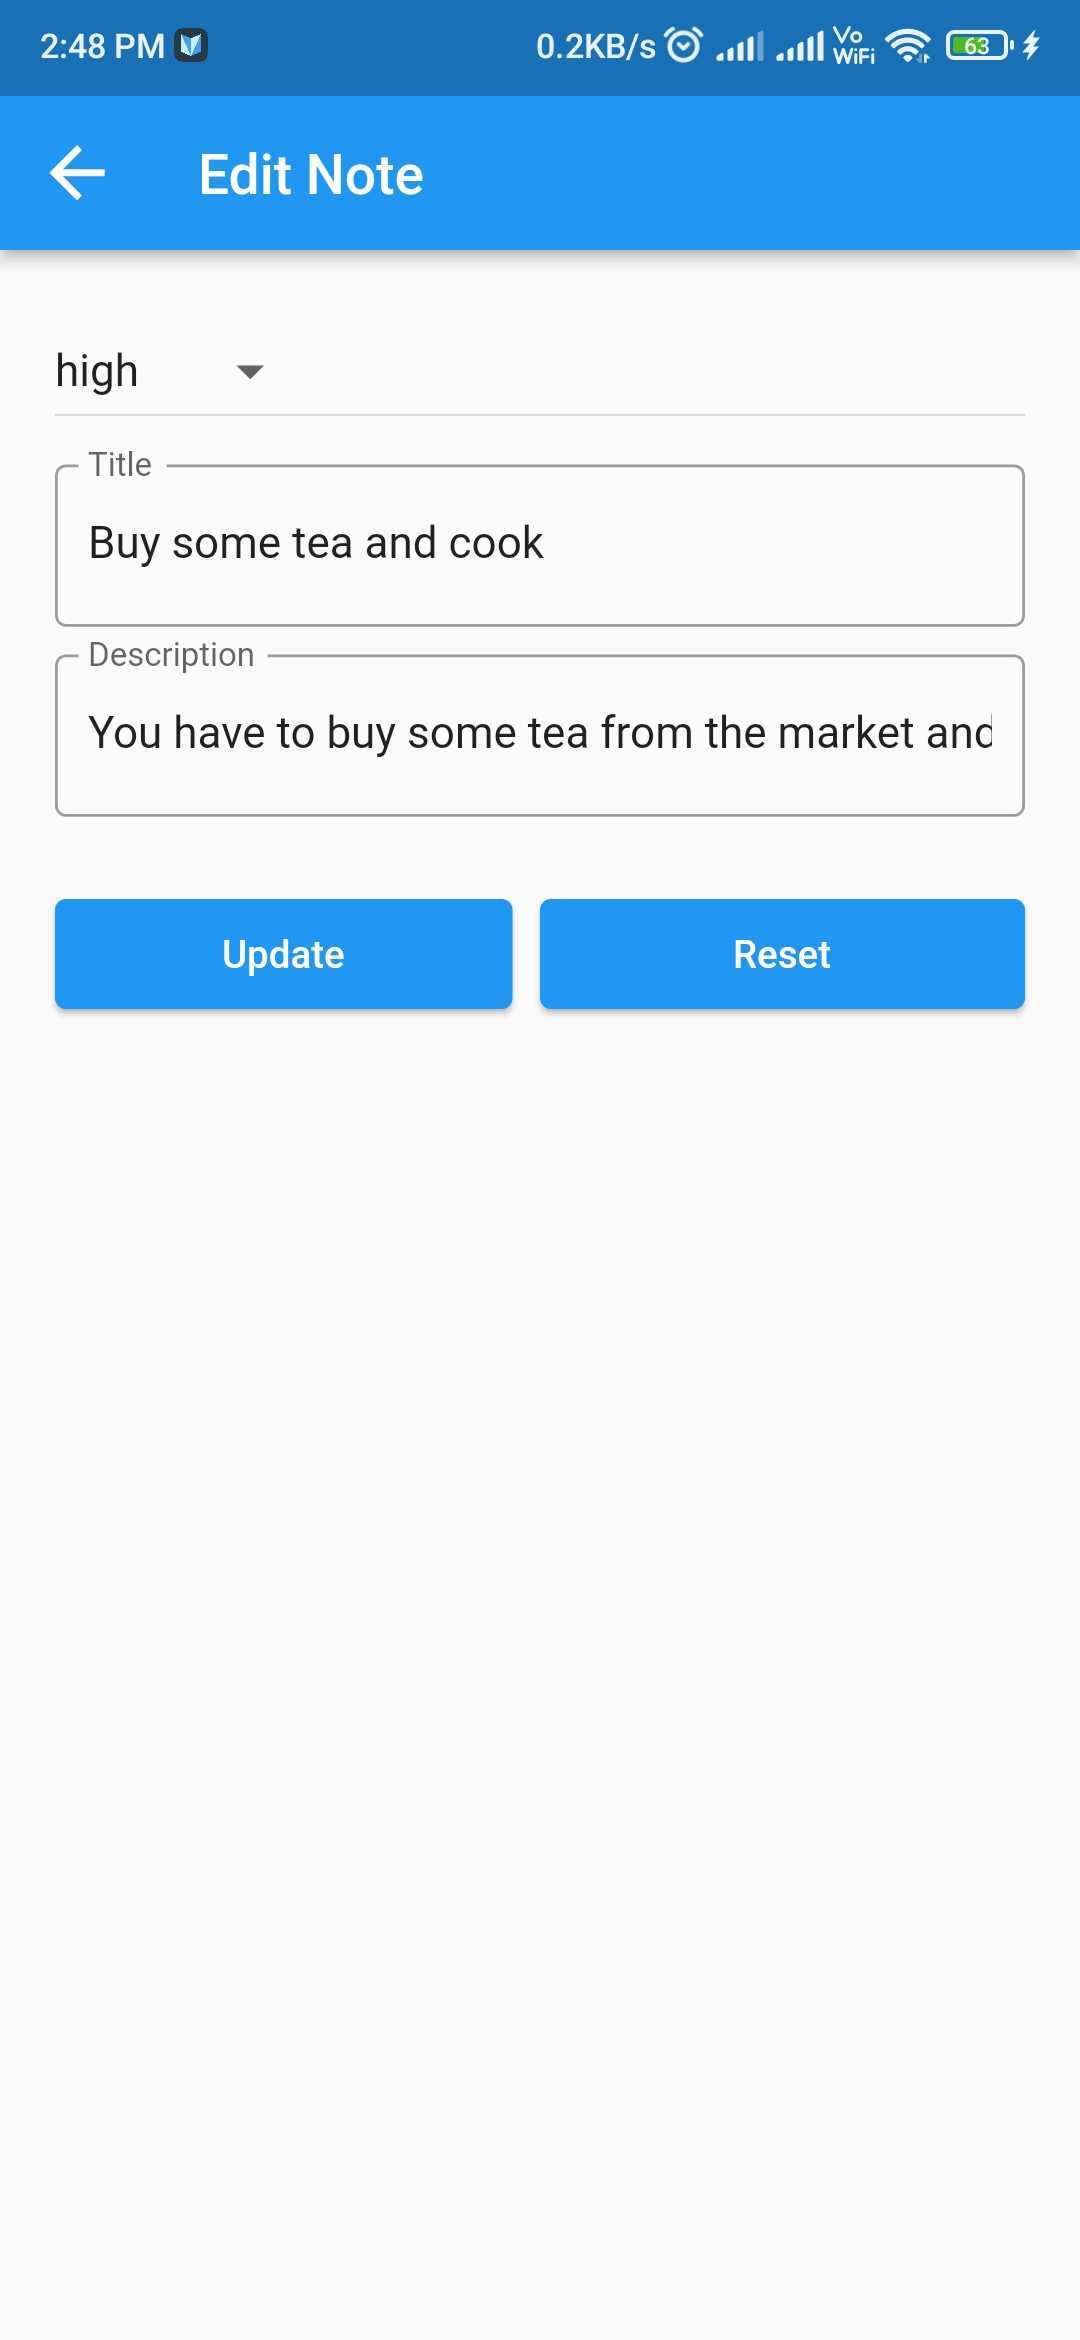 2:48 PM 0.2KB/s Vo WiFi 63
Edit Note
high
Title
Buy some tea and cook
Description
You have to buy some tea from the market and
Update Reset